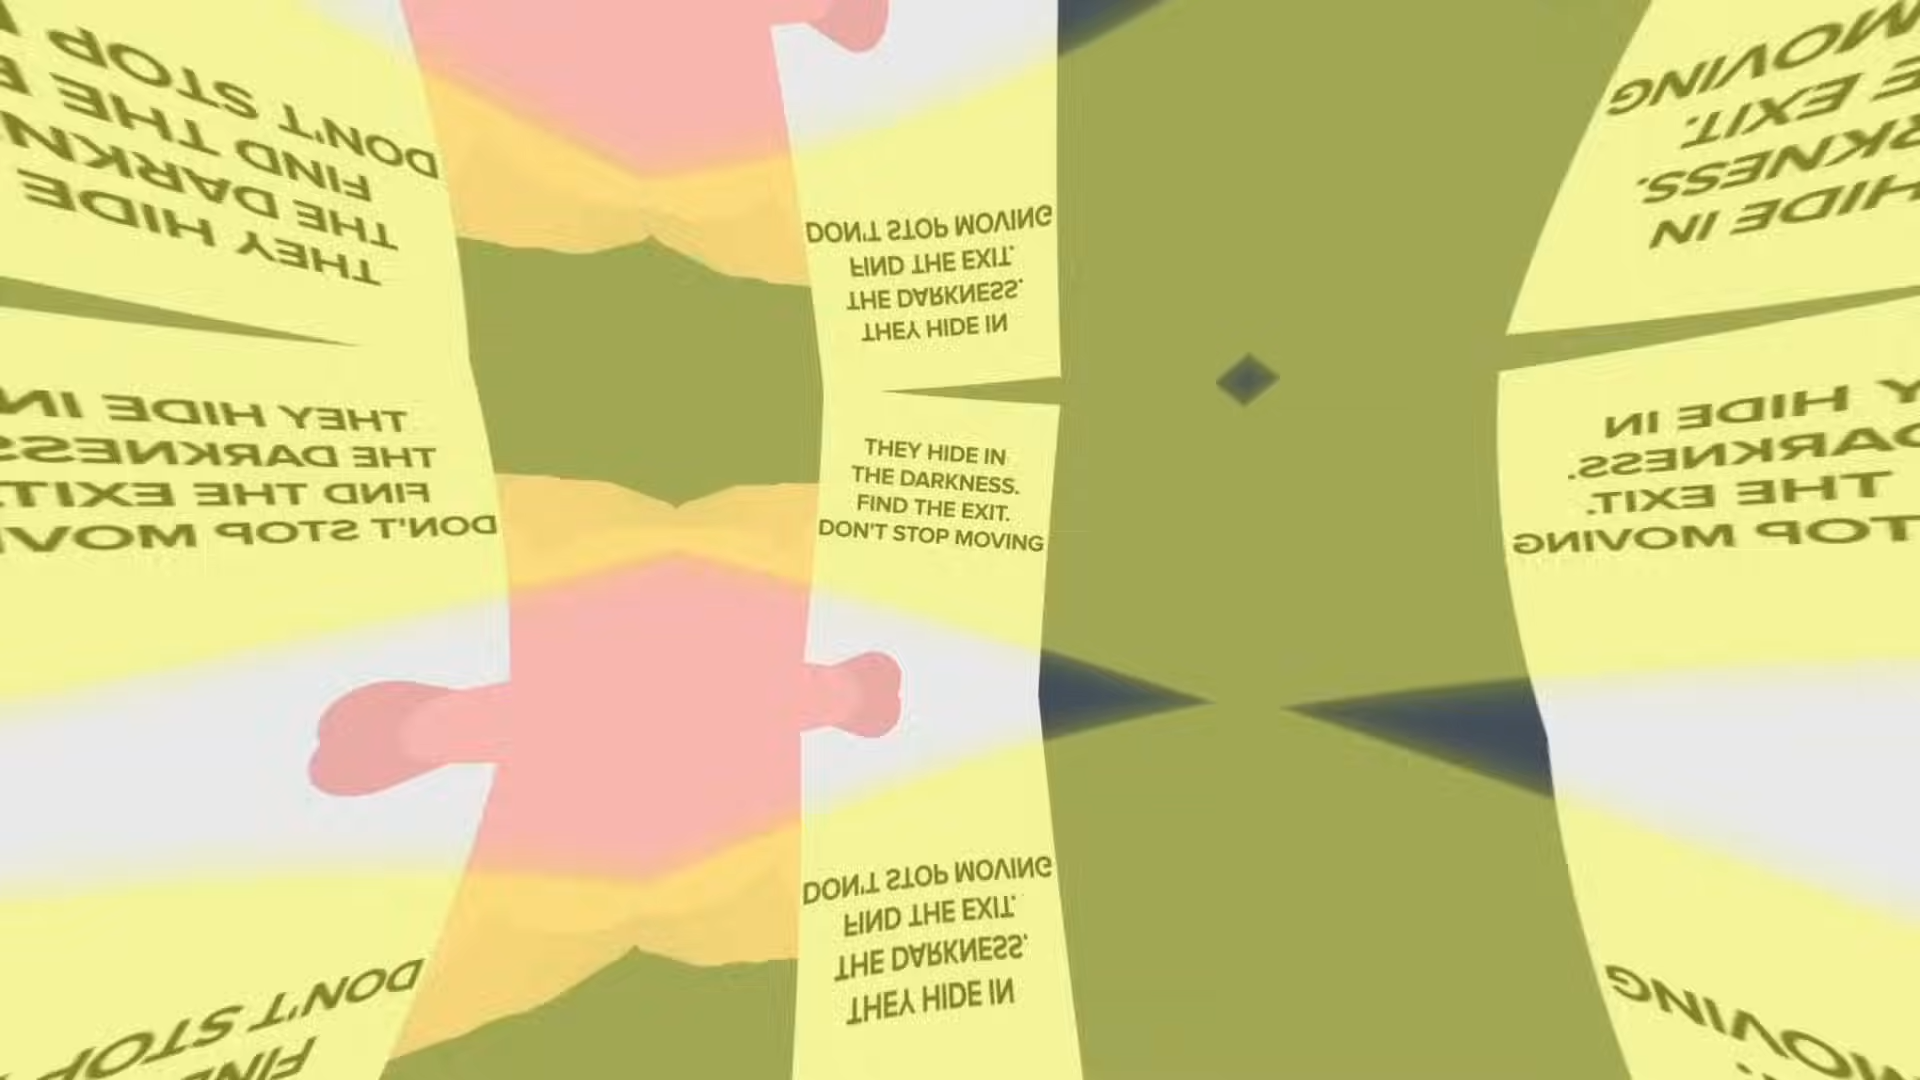 DON'T STOP
FIND THE
THE DARKN
THEY HIDE
DON'T STOP MOVING
FIND THE EXIT.
THE DARKNESS.
THEY HIDE IN
MOVING
EXIT.
HIDE IN
THEY HIDE IN
THE DARKNESS
FIND THE EXIT.
DON'T STOP MOVI
THEY HIDE IN
THE DARKNESS.
FIND THE EXIT.
DON'T STOP MOVING
HIDE IN
DARKNESS.
THE EXIT.
TOP MOVING
DON'T STOP
FIND
DON'T STOP MOVING
FIND THE EXIT.
THE DARKNESS.
THEY HIDE IN
MOVING